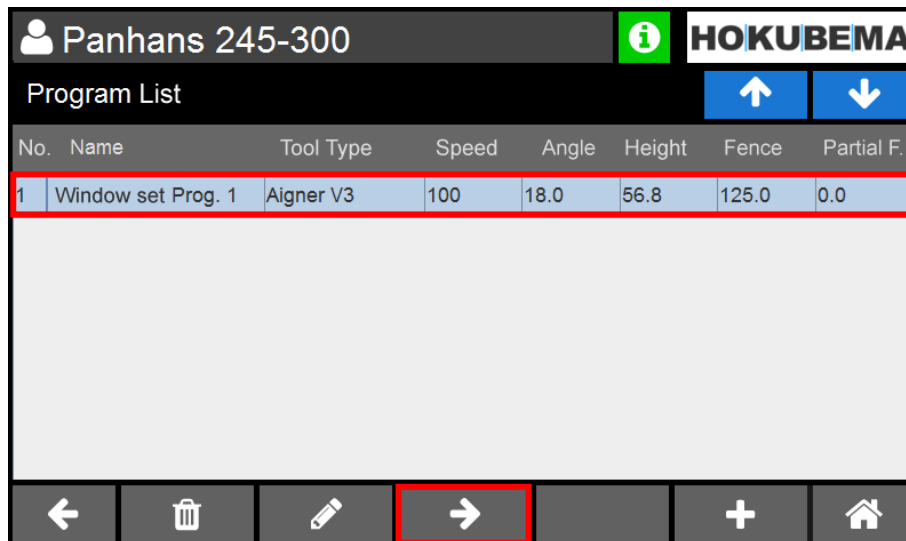 Panhans 245-300
i HOKUBEMA
Program List
No. Name Tool Type Speed Angle Height Fence Partial F.
1 Window set Prog. 1 Aigner V3 100 18.0 56.8 125.0 0.0